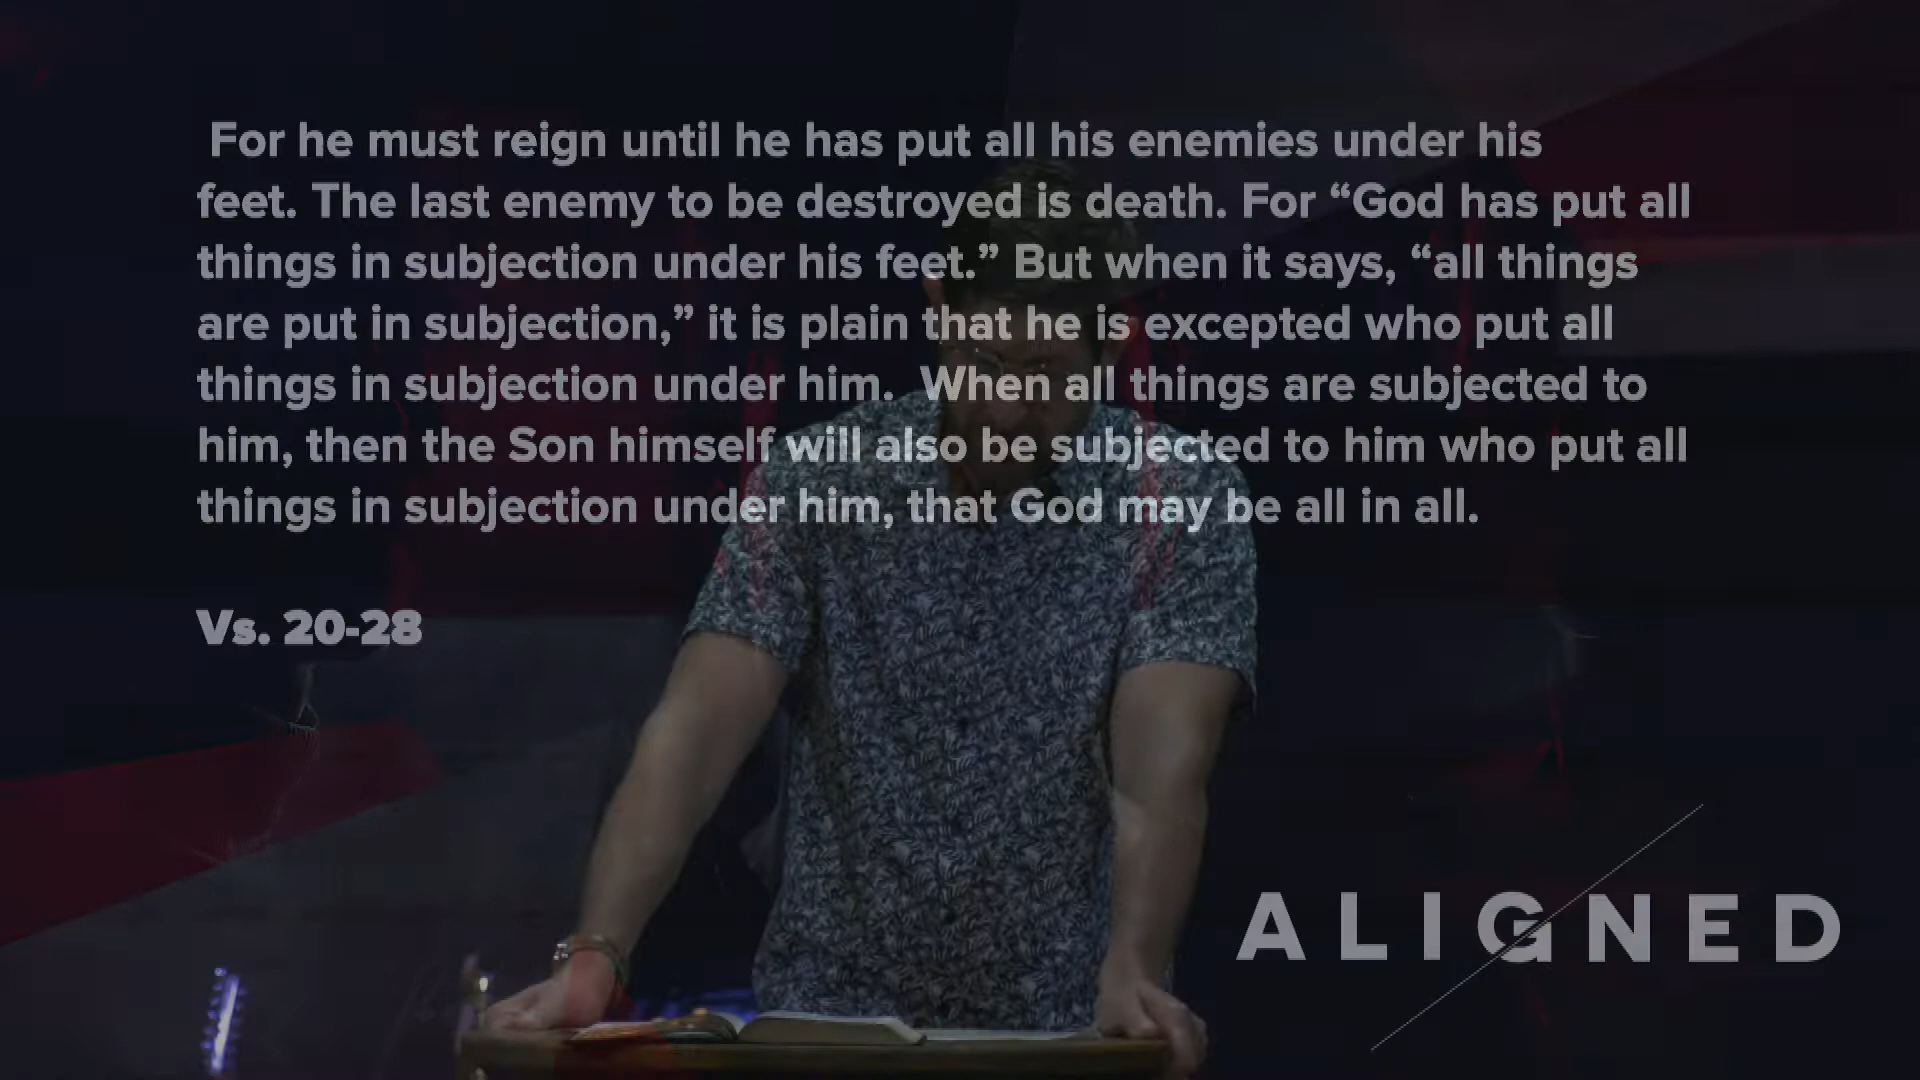 For he must reign until he has put all his enemies under his
feet. The last enemy to be destroyed is death. For “God has put all
things in subjection under his feet.” But when it says, “all things
are put in subjection,” it is plain that he is excepted who put all
things in subjection under him. When all things are subjected to
him, then the Son himself will also be subjected to him who put all
things in subjection under him, that God may be all in all.
Vs. 20-28
ALIGNED